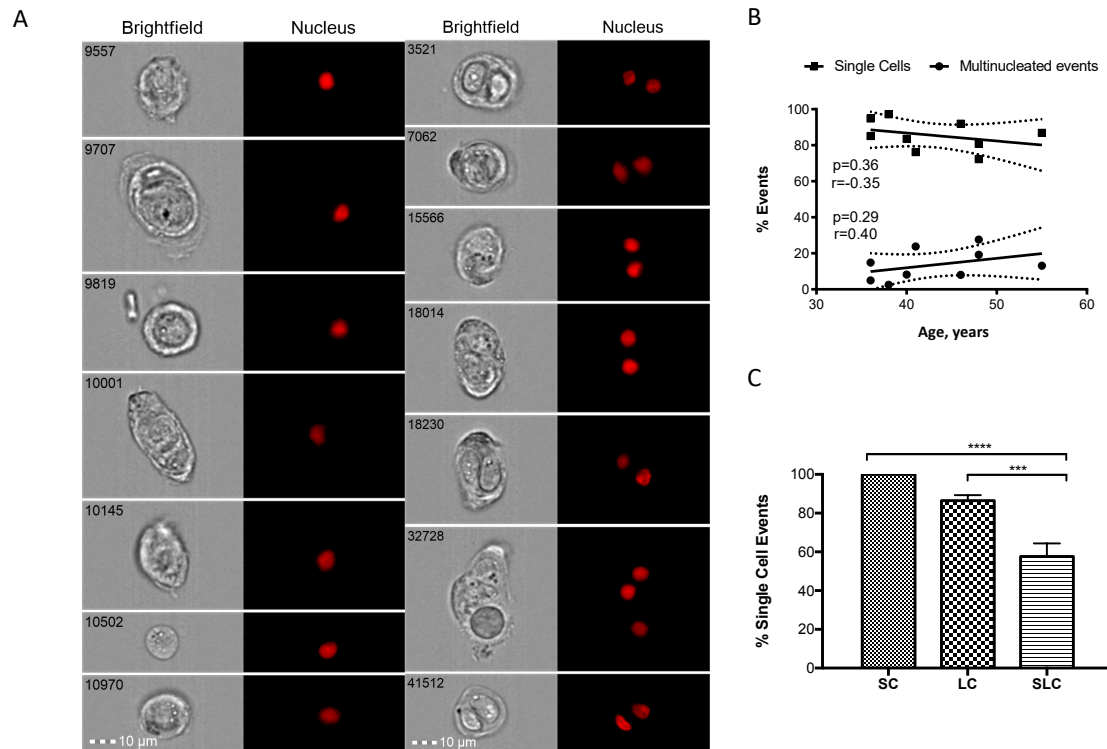 A
Brightfield Nucleus Brightfield Nucleus
9557
9707
9819
10001
10145
10502
10970
10 µm
3521
7062
15566
18014
18230
32728
41512
10 µm
B
Single Cells Multinucleated events
100
80
60
40
20
0
% Events
p=0.36
r=-0.35
p=0.29
r=0.40
30 40 50 60
Age, years
C
****
***
100
80
60
40
20
0
% Single Cell Events
SC LC SLC